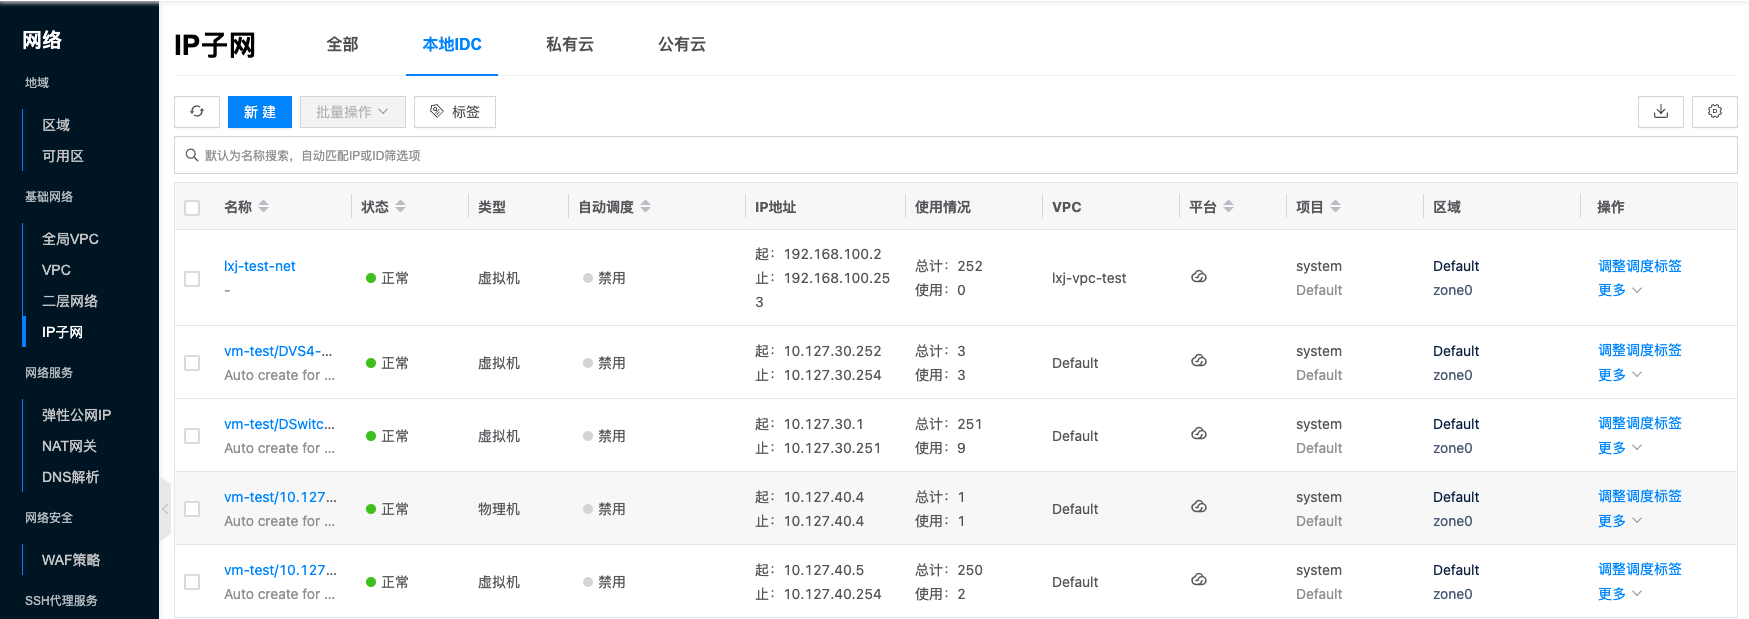 网络
地域
区域
可用区
基础网络
全局VPC
VPC
二层网络
IP子网
网络服务
弹性公网IP
NAT网关
DNS解析
网络安全
WAF策略
SSH代理服务
IP子网 全部 本地IDC 私有云 公有云
新 建 批量操作 标签
默认为名称搜索，自动匹配IP或ID筛选项
名称 状态 类型 自动调度 IP地址 使用情况 VPC 平台 项目 区域 操作
lxj-test-net
-
正常 虚拟机 禁用
起：192.168.100.2
止：192.168.100.25
3
总计：252
使用：0
lxj-vpc-test
system
Default
Default
zone0
调整调度标签
更多
vm-test/DVS4-...
Auto create for ...
正常 虚拟机 禁用
起：10.127.30.252
止：10.127.30.254
总计：3
使用：3
Default
system
Default
Default
zone0
调整调度标签
更多
vm-test/DSwitc...
Auto create for ...
正常 虚拟机 禁用
起：10.127.30.1
止：10.127.30.251
总计：251
使用：9
Default
system
Default
Default
zone0
调整调度标签
更多
vm-test/10.127...
Auto create for ...
正常 物理机 禁用
起：10.127.40.4
止：10.127.40.4
总计：1
使用：1
Default
system
Default
Default
zone0
调整调度标签
更多
vm-test/10.127...
Auto create for ...
正常 虚拟机 禁用
起：10.127.40.5
止：10.127.40.254
总计：250
使用：2
Default
system
Default
Default
zone0
调整调度标签
更多